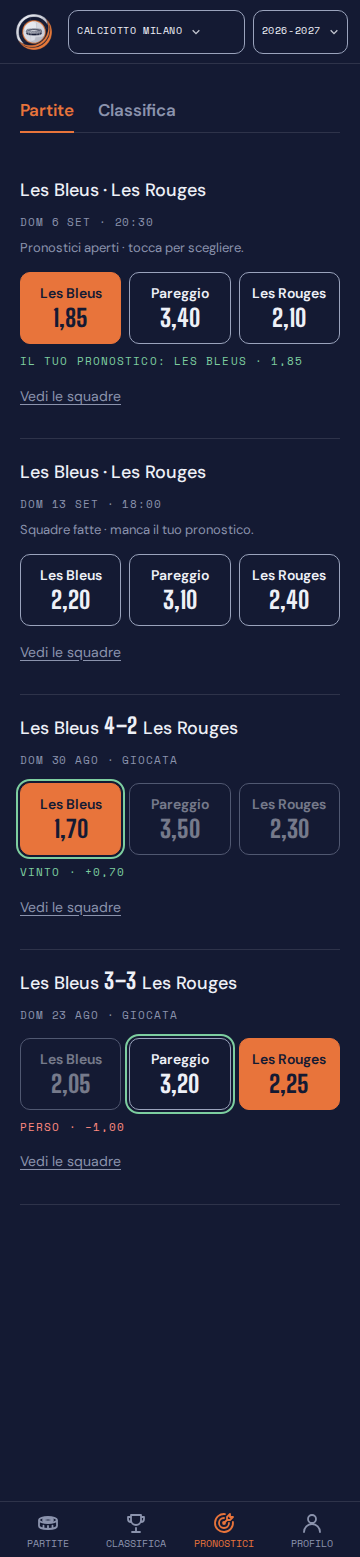 CALCIOTTO MILANO
2026-2027
Partite Classifica
Les Bleus · Les Rouges
DOM 6 SET · 20:30
Pronostici aperti · tocca per scegliere.
Les Bleus Pareggio Les Rouges
1,85 3,40 2,10
IL TUO PRONOSTICO: LES BLEUS · 1,85
Vedi le squadre
Les Bleus · Les Rouges
DOM 13 SET · 18:00
Squadre fatte · manca il tuo pronostico.
Les Bleus Pareggio Les Rouges
2,20 3,10 2,40
Vedi le squadre
Les Bleus 4–2 Les Rouges
DOM 30 AGO · GIOCATA
Les Bleus Pareggio Les Rouges
1,70 3,50 2,30
VINTO · +0,70
Vedi le squadre
Les Bleus 3–3 Les Rouges
DOM 23 AGO · GIOCATA
Les Bleus Pareggio Les Rouges
2,05 3,20 2,25
PERSO · −1,00
Vedi le squadre
PARTITE CLASSIFICA PRONOSTICI PROFILO